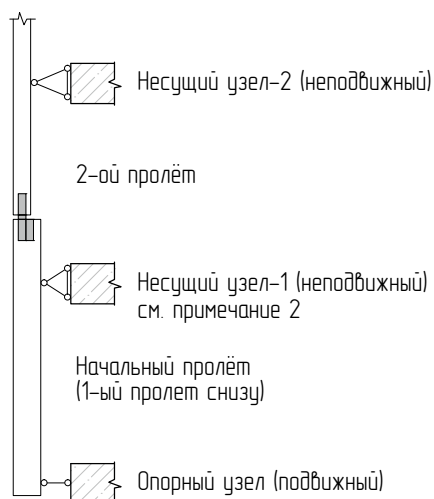 Несущий узел-2 (неподвижный)
2-ой пролёт
Несущий узел-1 (неподвижный)
см. примечание 2
Начальный пролёт
(1-ый пролет снизу)
Опорный узел (подвижный)